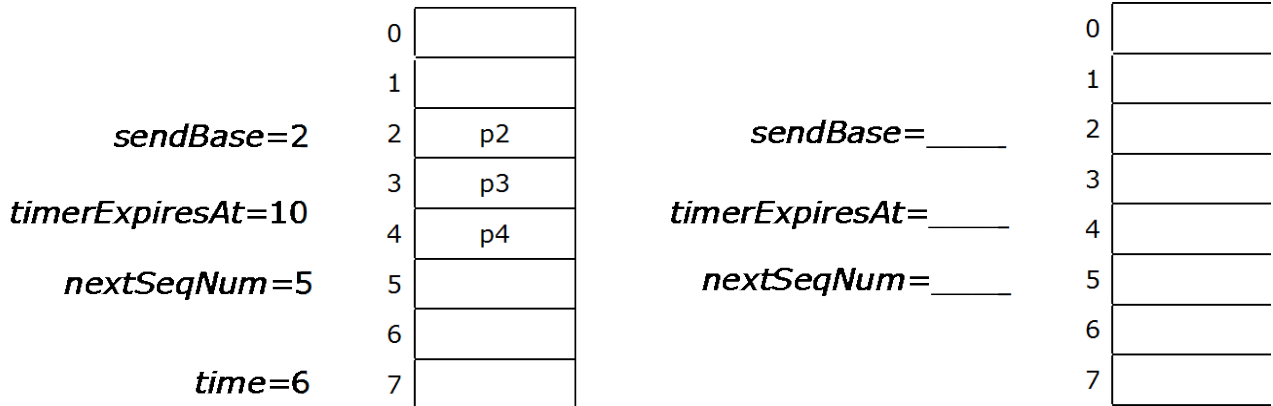 0
1
sendBase=2 2 p2
3 p3
timerExpiresAt=10
4 p4
nextSeqNum=5 5
6
time=6 7
0
1
sendBase=____ 2
3
timerExpiresAt=____
4
nextSeqNum=____ 5
6
7